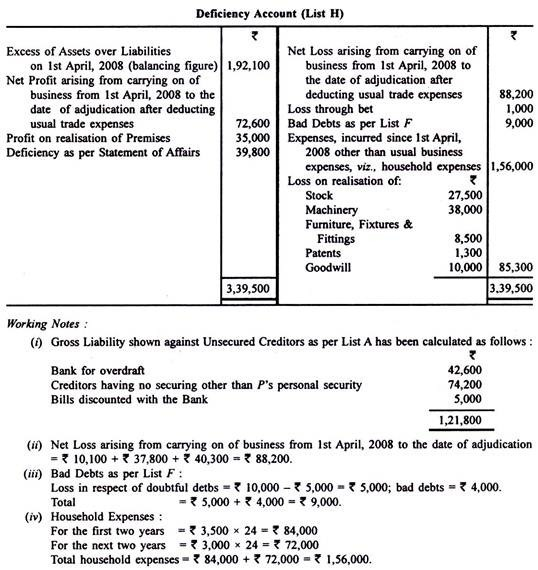 Deficiency Account (List H)
₹ ₹
Excess of Assets over Liabilities
on 1st April, 2008 (balancing figure) 1,92,100
Net Profit arising from carrying on of
business from 1st April, 2008 to the
date of adjudication after deducting
usual trade expenses 72,600
Profit on realisation of Premises 35,000
Deficiency as per Statement of Affairs 39,800
3,39,500
Net Loss arising from carrying on of
business from 1st April, 2008 to
the date of adjudication after
deducting usual trade expenses 88,200
Loss through bet 1,000
Bad Debts as per List F 9,000
Expenses, incurred since 1st April,
2008 other than usual business
expenses, viz., household expenses 1,56,000
Loss on realisation of: ₹
Stock 27,500
Machinery 38,000
Furniture, Fixtures &
Fittings 8,500
Patents 1,300
Goodwill 10,000 85,300
3,39,500
Working Notes :
(i) Gross Liability shown against Unsecured Creditors as per List A has been calculated as follows :
₹
Bank for overdraft 42,600
Creditors having no securing other than P's personal security 74,200
Bills discounted with the Bank 5,000
1,21,800
(ii) Net Loss arising from carrying on of business from 1st April, 2008 to the date of adjudication
= ₹ 10,100 + ₹ 37,800 + ₹ 40,300 = ₹ 88,200.
(iii) Bad Debts as per List F :
Loss in respect of doubtful detbs = ₹ 10,000 – ₹ 5,000 = ₹ 5,000; bad debts = ₹ 4,000.
Total = ₹ 5,000 + ₹ 4,000 = ₹ 9,000.
(iv) Household Expenses :
For the first two years = ₹ 3,500 × 24 = ₹ 84,000
For the next two years = ₹ 3,000 × 24 = ₹ 72,000
Total household expenses = ₹ 84,000 + ₹ 72,000 = ₹ 1,56,000.